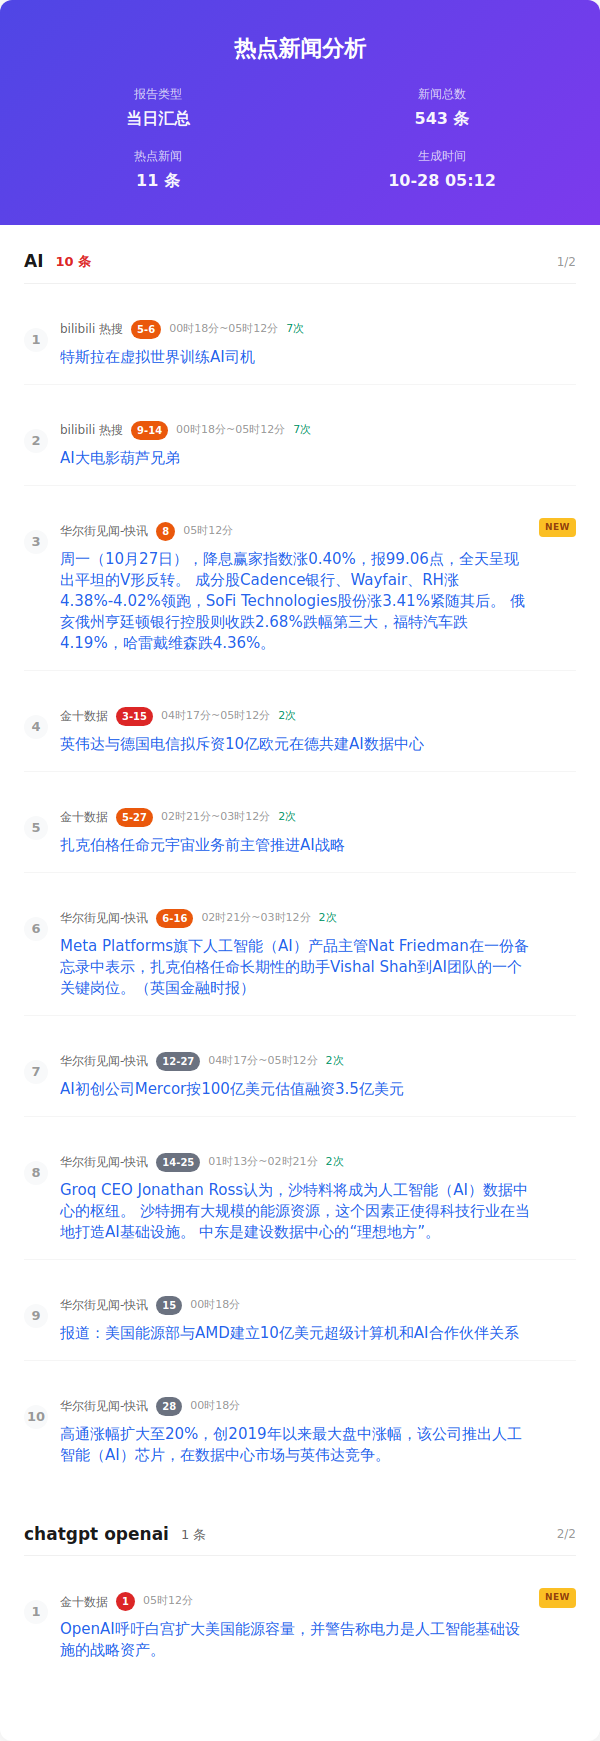 热点新闻分析
报告类型
新闻总数
当日汇总
543 条
热点新闻
生成时间
11 条
10-28 05:12
AI 10 条 1/2
1
bilibili 热搜 5-6 00时18分~05时12分 7次
特斯拉在虚拟世界训练AI司机
2
bilibili 热搜 9-14 00时18分~05时12分 7次
AI大电影葫芦兄弟
3
华尔街见闻-快讯 8 05时12分 NEW
周一（10月27日），降息赢家指数涨0.40%，报99.06点，全天呈现
出平坦的V形反转。 成分股Cadence银行、Wayfair、RH涨
4.38%-4.02%领跑，SoFi Technologies股份涨3.41%紧随其后。 俄
亥俄州亨廷顿银行控股则收跌2.68%跌幅第三大，福特汽车跌
4.19%，哈雷戴维森跌4.36%。
4
金十数据 3-15 04时17分~05时12分 2次
英伟达与德国电信拟斥资10亿欧元在德共建AI数据中心
5
金十数据 5-27 02时21分~03时12分 2次
扎克伯格任命元宇宙业务前主管推进AI战略
6
华尔街见闻-快讯 6-16 02时21分~03时12分 2次
Meta Platforms旗下人工智能（AI）产品主管Nat Friedman在一份备
忘录中表示，扎克伯格任命长期性的助手Vishal Shah到AI团队的一个
关键岗位。（英国金融时报）
7
华尔街见闻-快讯 12-27 04时17分~05时12分 2次
AI初创公司Mercor按100亿美元估值融资3.5亿美元
8
华尔街见闻-快讯 14-25 01时13分~02时21分 2次
Groq CEO Jonathan Ross认为，沙特料将成为人工智能（AI）数据中
心的枢纽。 沙特拥有大规模的能源资源，这个因素正使得科技行业在当
地打造AI基础设施。 中东是建设数据中心的“理想地方”。
9
华尔街见闻-快讯 15 00时18分
报道：美国能源部与AMD建立10亿美元超级计算机和AI合作伙伴关系
10
华尔街见闻-快讯 28 00时18分
高通涨幅扩大至20%，创2019年以来最大盘中涨幅，该公司推出人工
智能（AI）芯片，在数据中心市场与英伟达竞争。
chatgpt openai 1 条 2/2
1
金十数据 1 05时12分 NEW
OpenAI呼吁白宫扩大美国能源容量，并警告称电力是人工智能基础设
施的战略资产。